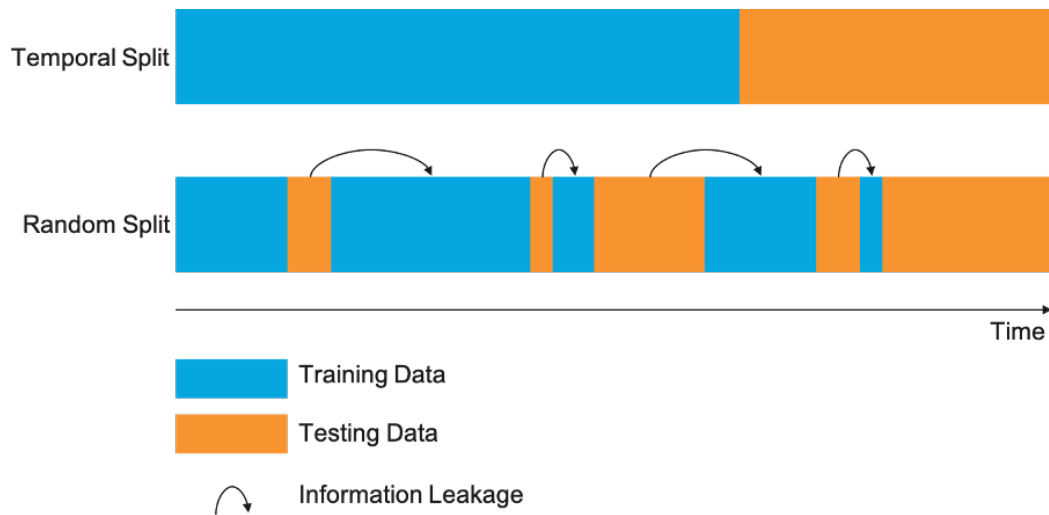 Temporal Split
Random Split
Time
Training Data
Testing Data
Information Leakage